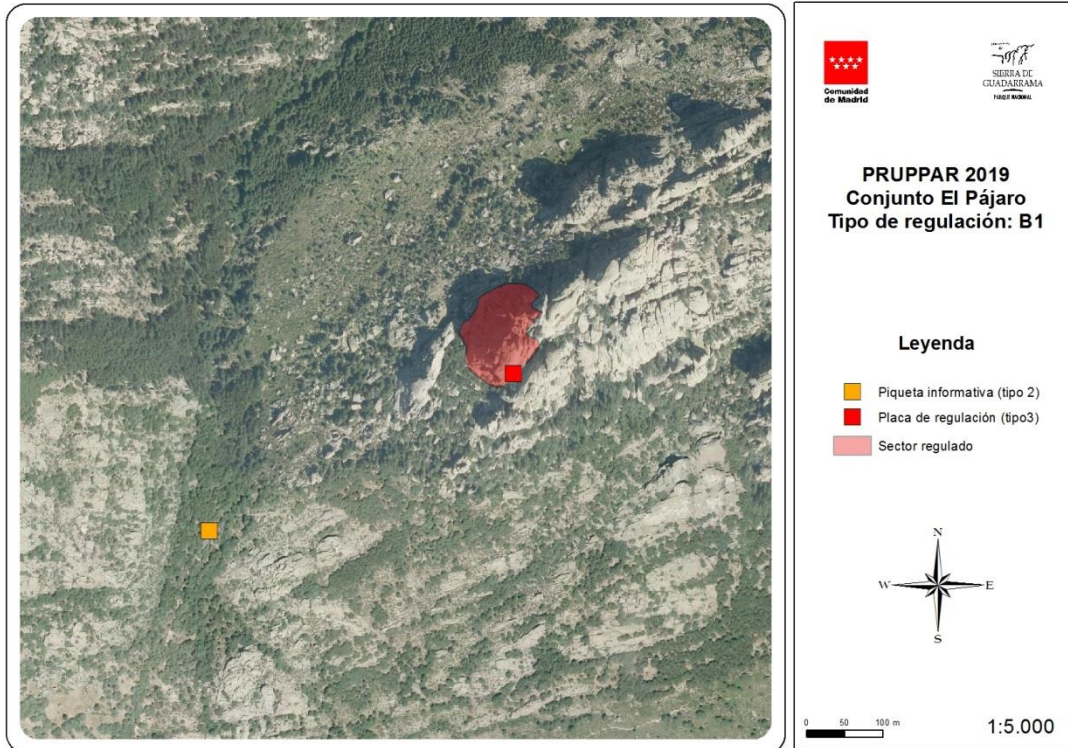 Comunidad
de Madrid
SIERRA DE
GUADARRAMA
PARQUE NACIONAL
PRUPPAR 2019
Conjunto El Pájaro
Tipo de regulación: B1
Leyenda
Piqueta informativa (tipo 2)
Placa de regulación (tipo3)
Sector regulado
N
W E
S
0 50 100 m
1:5.000